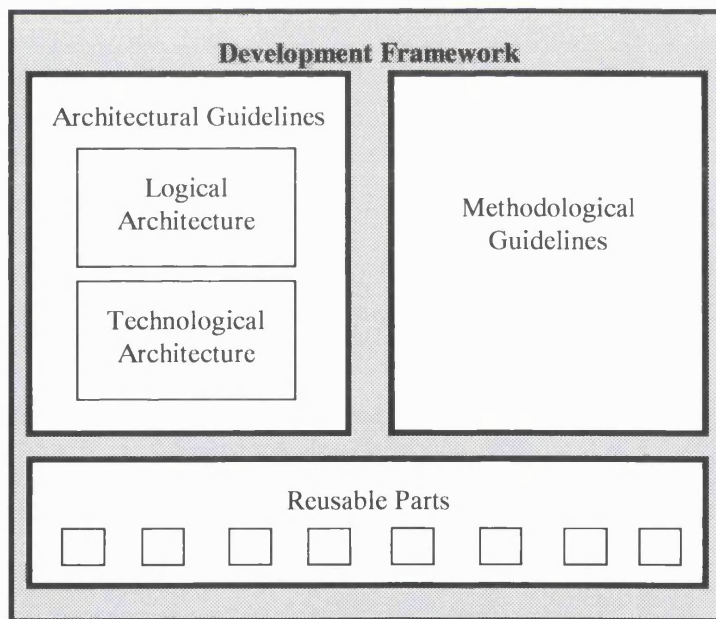 Development Framework
Architectural Guidelines
Logical
Architecture
Technological
Architecture
Methodological
Guidelines
Reusable Parts